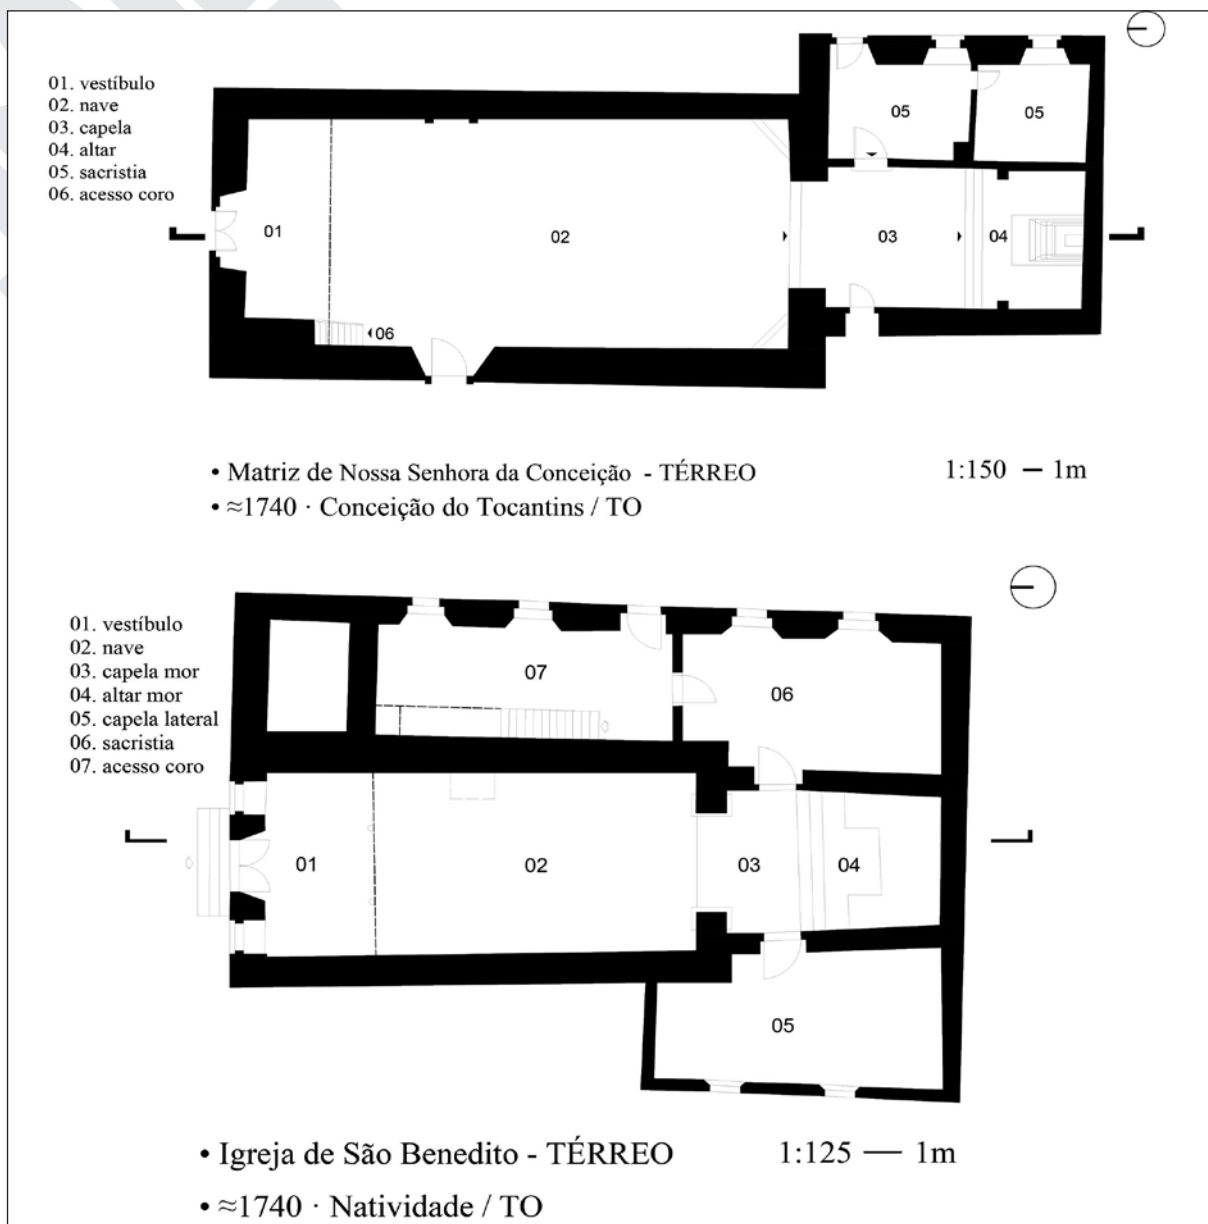 01. vestíbulo
02. nave
03. capela
04. altar
05. sacristia
06. acesso coro
05
05
01
02
03
04
06
• Matriz de Nossa Senhora da Conceição - TÉRREO
1:150 – 1m
• ≈1740 · Conceição do Tocantins / TO
01. vestíbulo
02. nave
03. capela mor
04. altar mor
05. capela lateral
06. sacristia
07. acesso coro
07
06
01
02
03
04
05
• Igreja de São Benedito - TÉRREO
1:125 — 1m
• ≈1740 · Natividade / TO